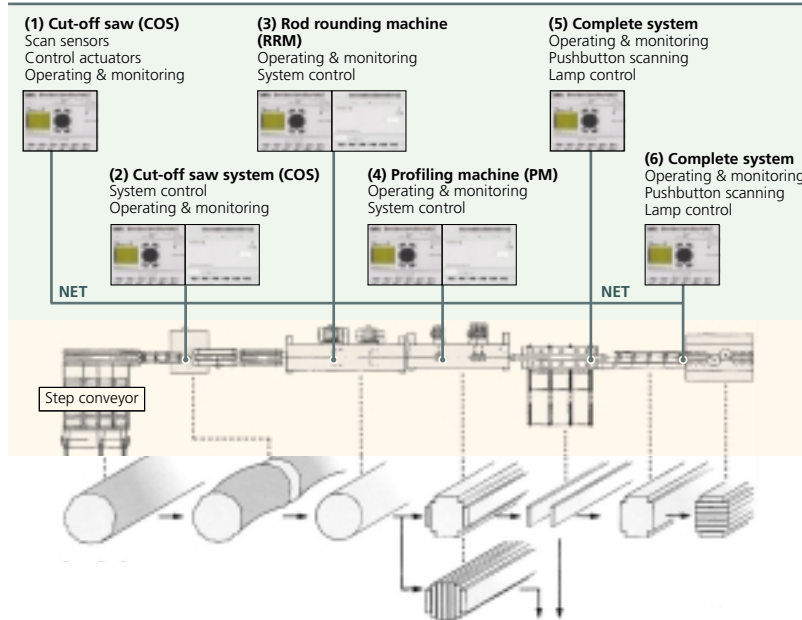 (1) Cut-off saw (COS)
Scan sensors
Control actuators
Operating & monitoring
(3) Rod rounding machine
(RRM)
Operating & monitoring
System control
(5) Complete system
Operating & monitoring
Pushbutton scanning
Lamp control
(2) Cut-off saw system (COS)
System control
Operating & monitoring
(4) Profiling machine (PM)
Operating & monitoring
System control
(6) Complete system
Operating & monitoring
Pushbutton scanning
Lamp control
NET
NET
Step conveyor